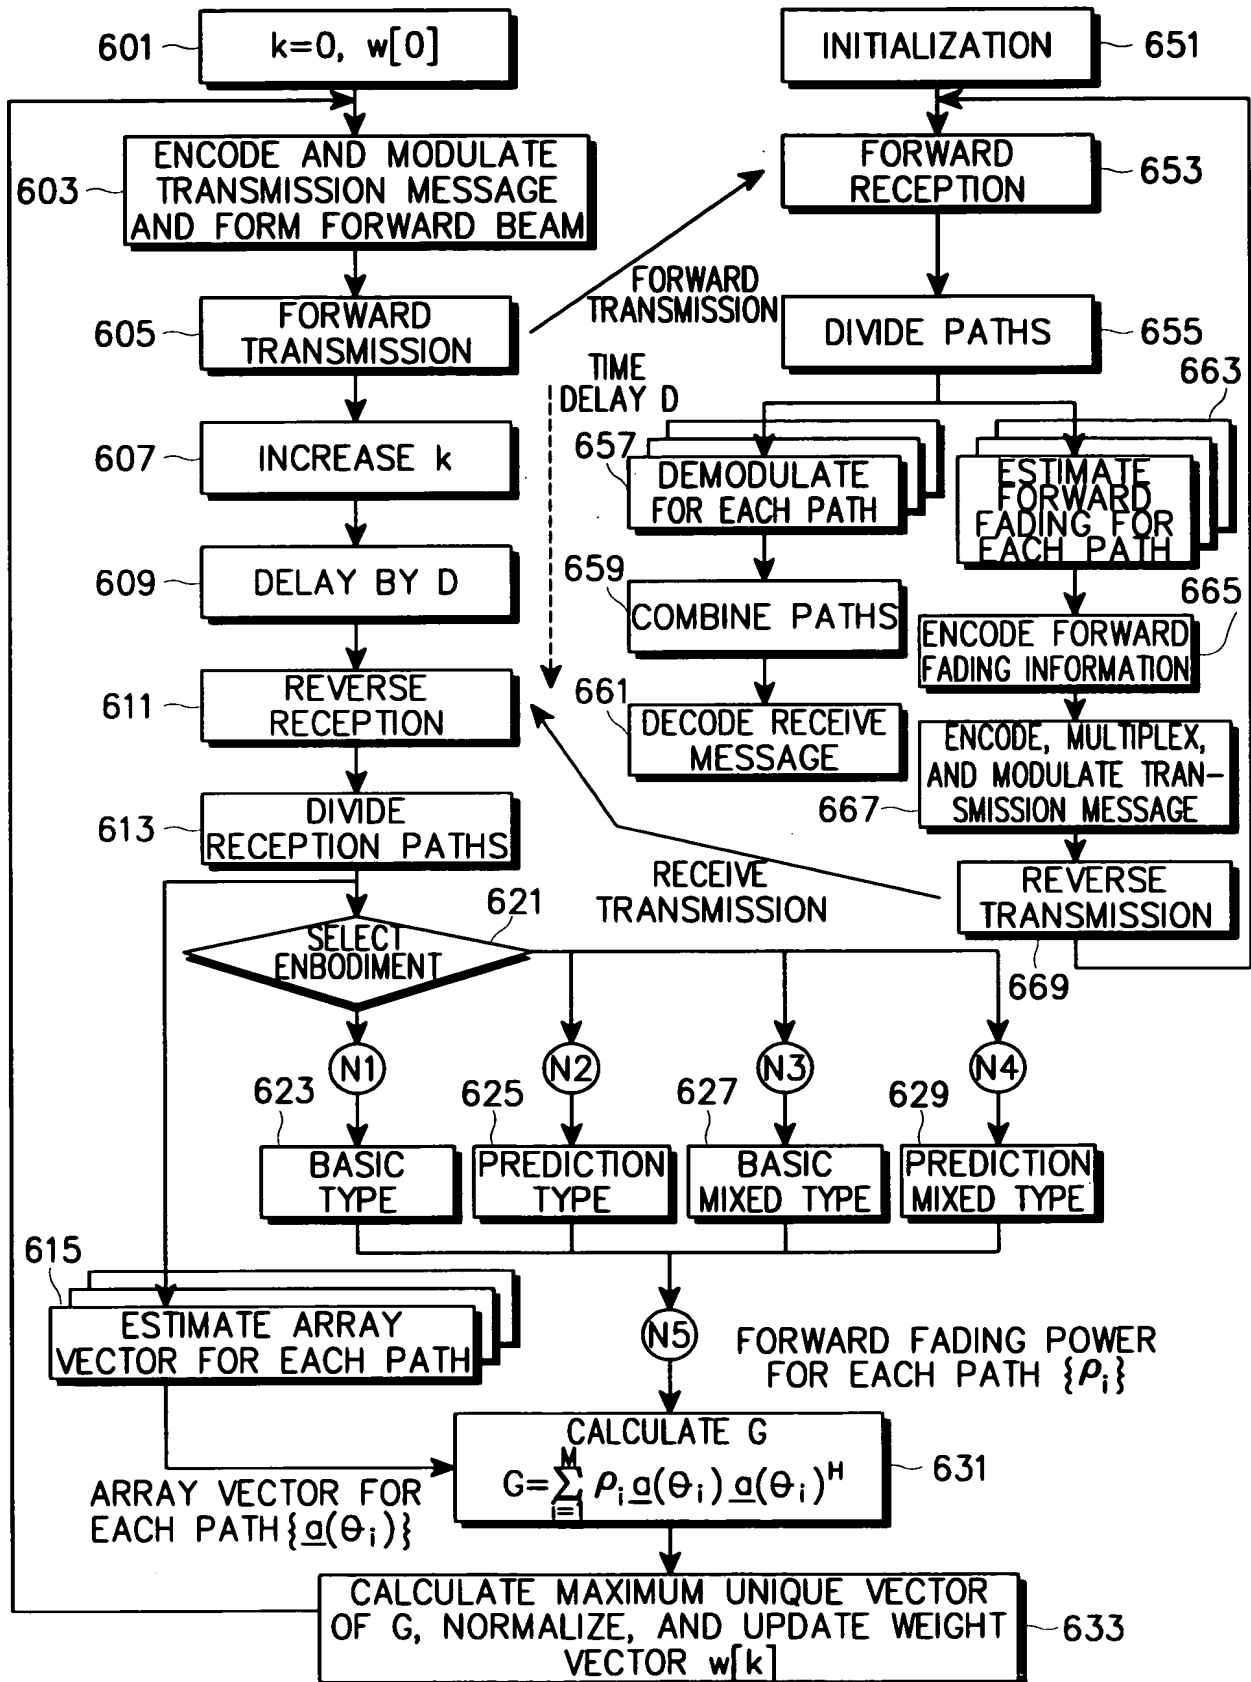 601
k=0, w[0]
ENCODE AND MODULATE
TRANSMISSION MESSAGE
AND FORM FORWARD BEAM
603
FORWARD
TRANSMISSION
605
INCREASE k
607
DELAY BY D
609
REVERSE
RECEPTION
611
DIVIDE
RECEPTION PATHS
613
FORWARD
TRANSMISSION
TIME
DELAY D
INITIALIZATION
651
FORWARD
RECEPTION
653
DIVIDE PATHS
655
663
657
DEMODULATE
FOR EACH PATH
ESTIMATE
FORWARD
FADING FOR
EACH PATH
659
COMBINE PATHS
665
ENCODE FORWARD
FADING INFORMATION
661
DECODE RECEIVE
MESSAGE
ENCODE, MULTIPLEX,
AND MODULATE TRAN-
SMISSION MESSAGE
667
RECEIVE
TRANSMISSION
REVERSE
TRANSMISSION
669
621
SELECT
ENBODIMENT
N1
N2
N3
N4
623
625
627
629
BASIC
TYPE
PREDICTION
TYPE
BASIC
MIXED TYPE
PREDICTION
MIXED TYPE
615
ESTIMATE ARRAY
VECTOR FOR EACH PATH
N5
FORWARD FADING POWER
FOR EACH PATH {ρi}
ARRAY VECTOR FOR
EACH PATH{a(θi)}
CALCULATE G
G=∑ i=1 M ρi a(θi) a(θi)H
631
CALCULATE MAXIMUM UNIQUE VECTOR
OF G, NORMALIZE, AND UPDATE WEIGHT
VECTOR w[k]
633